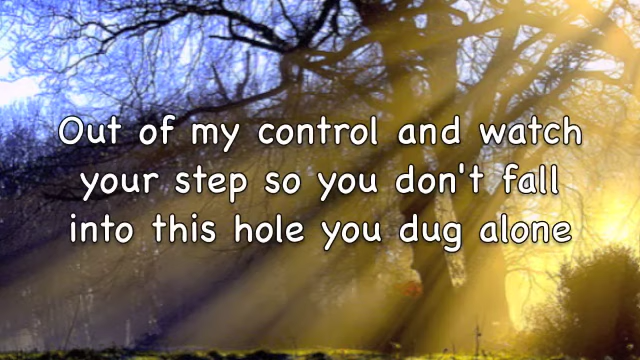 Out of my control and watch
your step so you don't fall
into this hole you dug alone